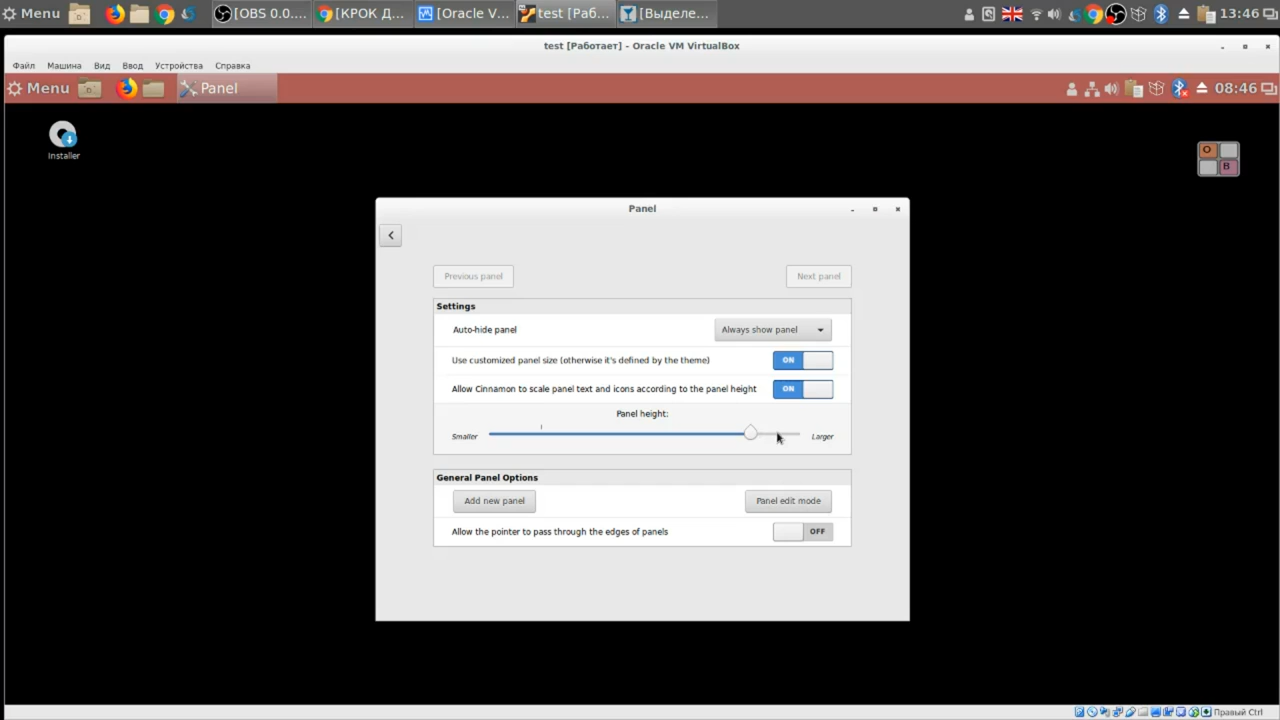 Menu [OBS 0.0.... [КРОК Д... [Oracle V... test [Раб... [Выделе... 13:46
test [Работает] - Oracle VM VirtualBox
Файл Машина Вид Ввод Устройства Справка
Menu Panel 08:46
Installer
O
B
Panel
Previous panel Next panel
Settings
Auto-hide panel Always show panel
Use customized panel size (otherwise it's defined by the theme) ON
Allow Cinnamon to scale panel text and icons according to the panel height ON
Panel height:
Smaller Larger
General Panel Options
Add new panel Panel edit mode
Allow the pointer to pass through the edges of panels OFF
Правый Ctrl